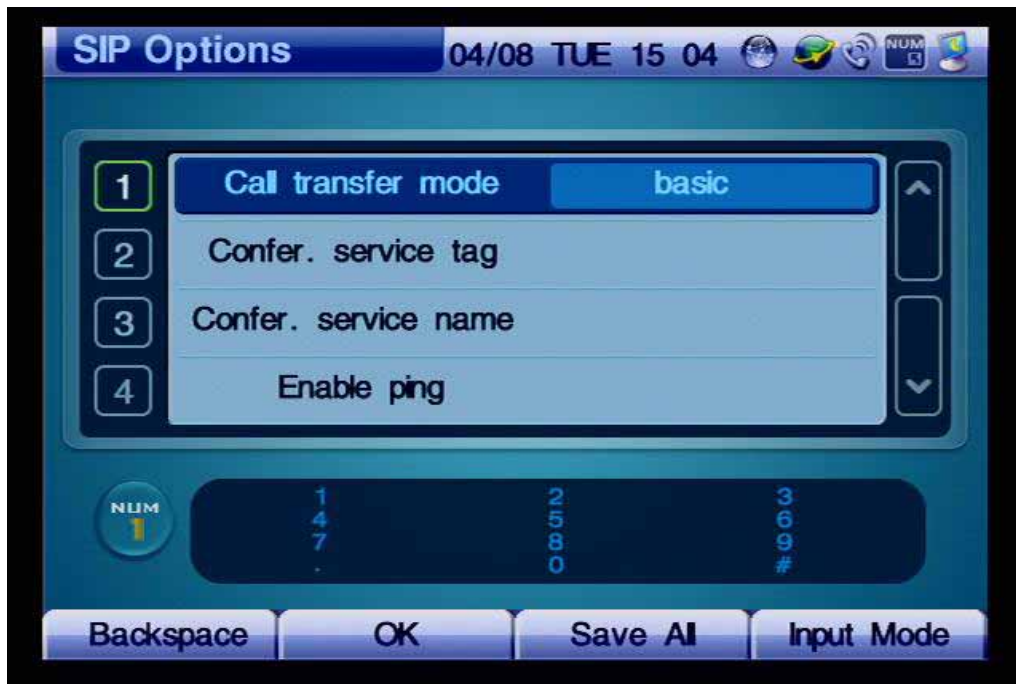 SIP Options 04/08 TUE 15 04 NUM
1 Call transfer mode basic
2 Confer. service tag
3 Confer. service name
4 Enable ping
NUM 1
1 2 3
4 5 6
7 8 9
. 0 #
Backspace OK Save All Input Mode